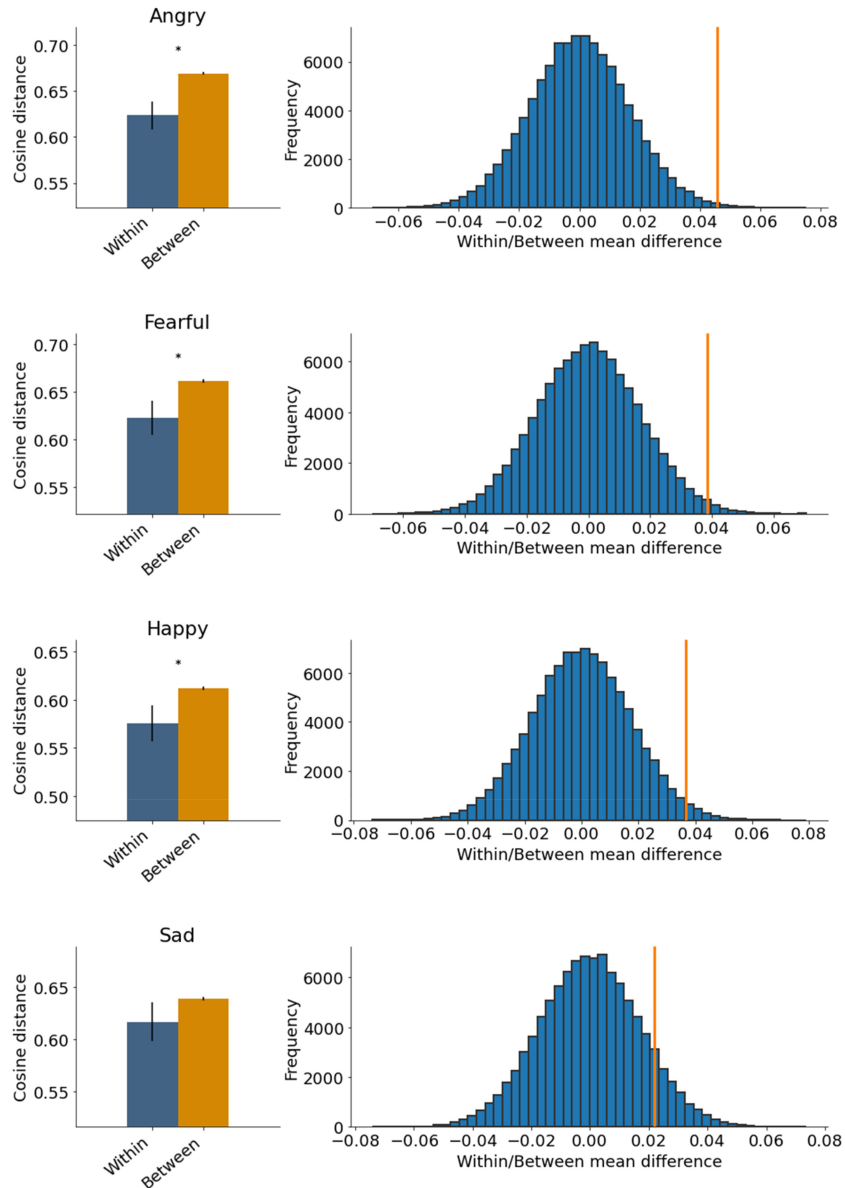 Angry
Cosine distance
0.70
0.65
0.60
0.55
*
Within
Between
Frequency
6000
4000
2000
0
−0.06 −0.04 −0.02 0.00 0.02 0.04 0.06 0.08
Within/Between mean difference
Fearful
Cosine distance
0.70
0.65
0.60
0.55
*
Within
Between
Frequency
6000
4000
2000
0
−0.06 −0.04 −0.02 0.00 0.02 0.04 0.06
Within/Between mean difference
Happy
Cosine distance
0.65
0.60
0.55
0.50
*
Within
Between
Frequency
6000
4000
2000
0
−0.08 −0.06 −0.04 −0.02 0.00 0.02 0.04 0.06 0.08
Within/Between mean difference
Sad
Cosine distance
0.65
0.60
0.55
Within
Between
Frequency
6000
4000
2000
0
−0.08 −0.06 −0.04 −0.02 0.00 0.02 0.04 0.06 0.08
Within/Between mean difference